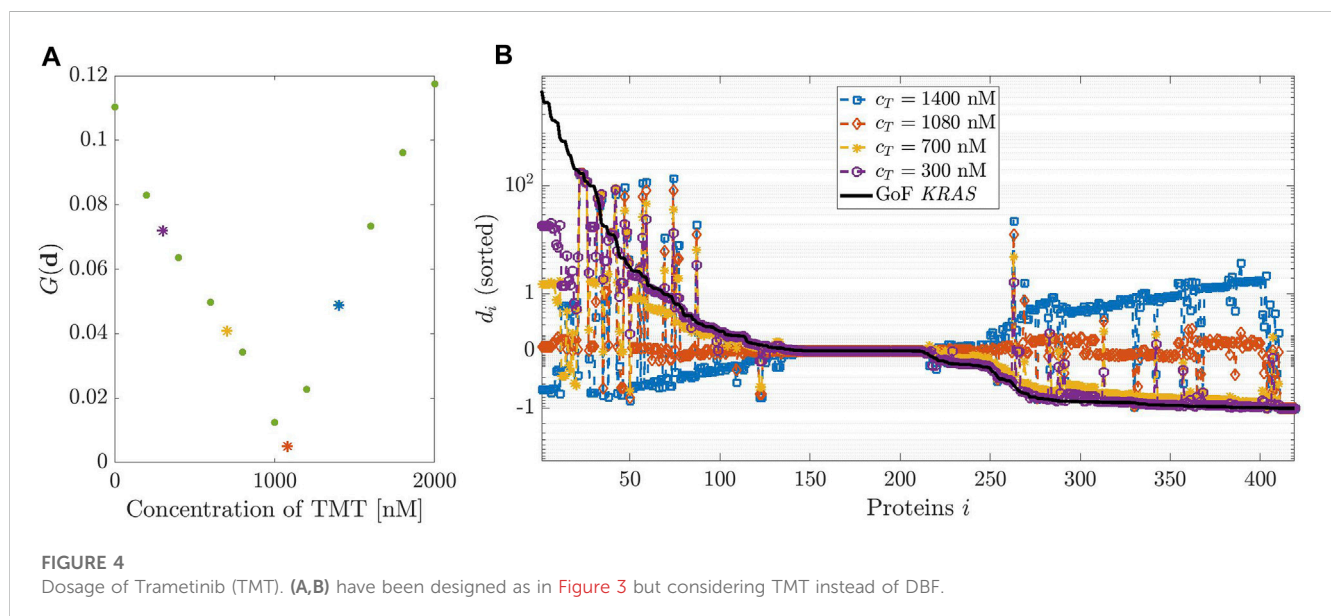 A
G(d)
0.12
0.1
0.08
0.06
0.04
0.02
0
0
1000
2000
Concentration of TMT [nM]
B
d_i (sorted)
10^2
1
0
-1
c_T = 1400 nM
c_T = 1080 nM
c_T = 700 nM
c_T = 300 nM
GoF KRAS
50
100
150
200
250
300
350
400
Proteins i
FIGURE 4
Dosage of Trametinib (TMT). (A,B) have been designed as in Figure 3 but considering TMT instead of DBF.